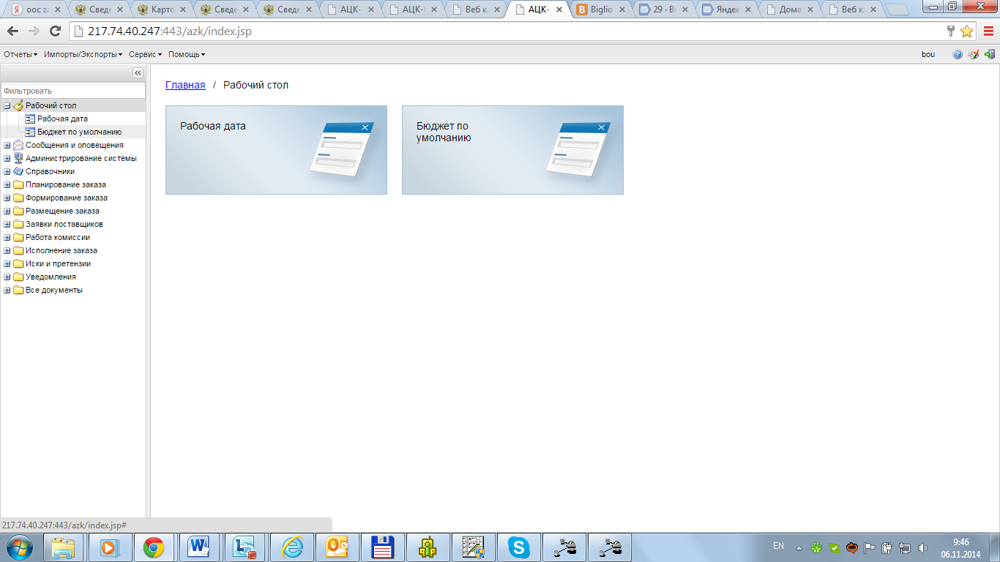 оос за
Сведе
Карто
Сведе
Сведе
АЦК-
АЦК-
Веб к
АЦК-
Biglio
29 · В
Яндек
Дома
Веб к
217.74.40.247:443/azk/index.jsp
Отчеты Импорты/Экспорты Сервис Помощь bou
Фильтровать
Рабочий стол
Рабочая дата
Бюджет по умолчанию
Сообщения и оповещения
Администрирование системы
Справочники
Планирование заказа
Формирование заказа
Размещение заказа
Заявки поставщиков
Работа комиссии
Исполнение заказа
Иски и претензии
Уведомления
Все документы
Главная / Рабочий стол
Рабочая дата
Бюджет по
умолчанию
217.74.40.247:443/azk/index.jsp#
EN
9:46
06.11.2014